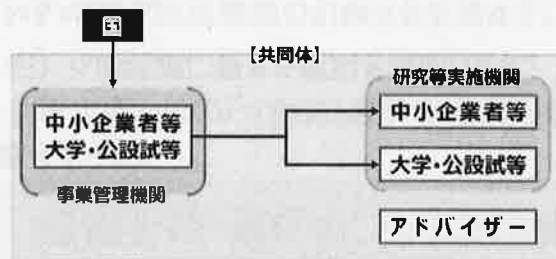 国
【共同体】
研究等実施機関
中小企業者等
大学・公設試等
事業管理機関
中小企業者等
大学・公設試等
アドバイザー